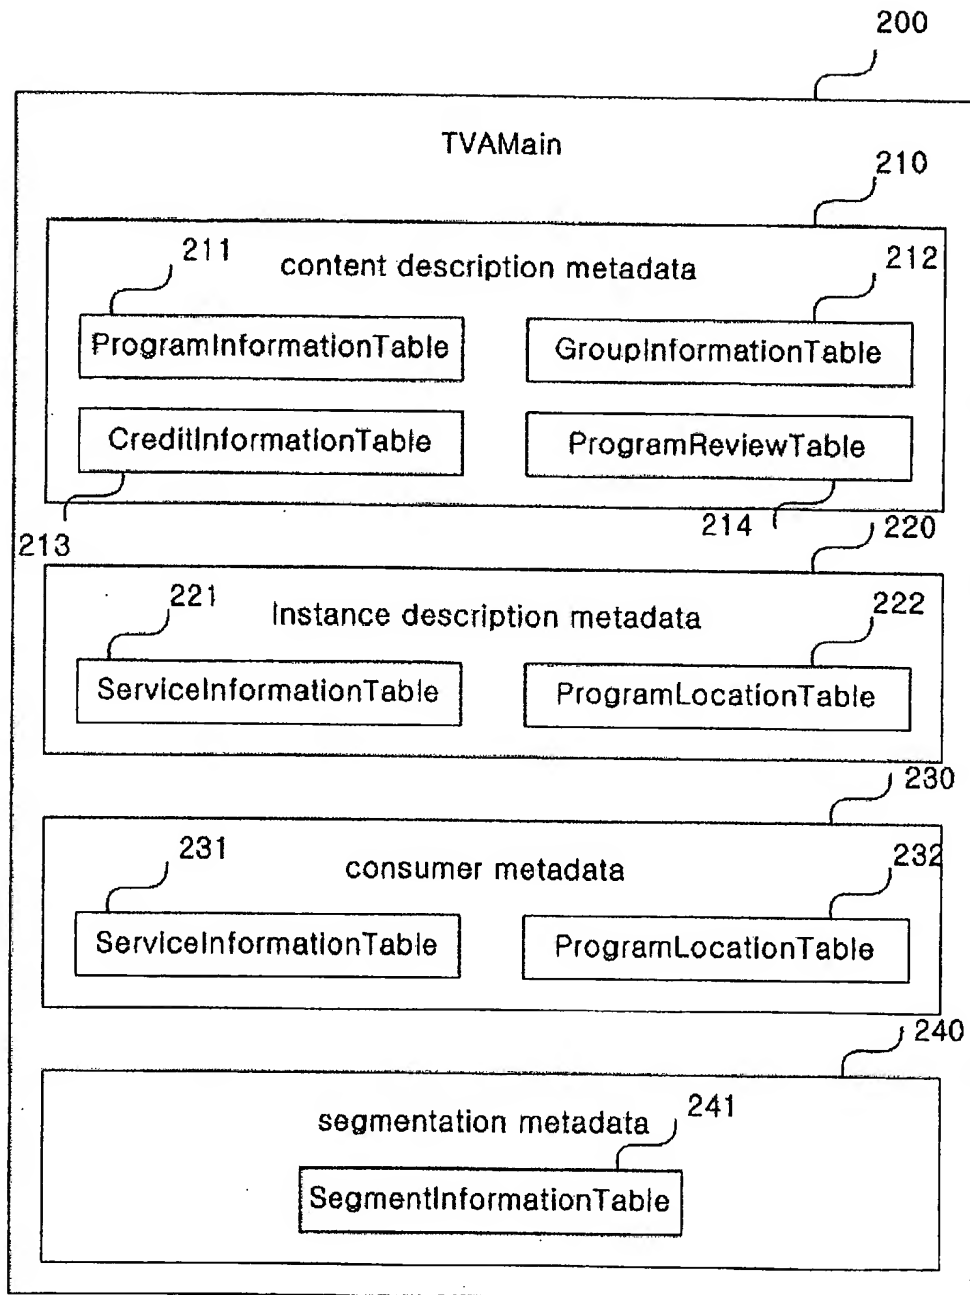 200
TVAMain
210
211
content description metadata
212
ProgramInformationTable
GroupInformationTable
CreditInformationTable
ProgramReviewTable
213
214
220
221
Instance description metadata
222
ServiceInformationTable
ProgramLocationTable
230
231
consumer metadata
232
ServiceInformationTable
ProgramLocationTable
240
segmentation metadata
241
SegmentInformationTable